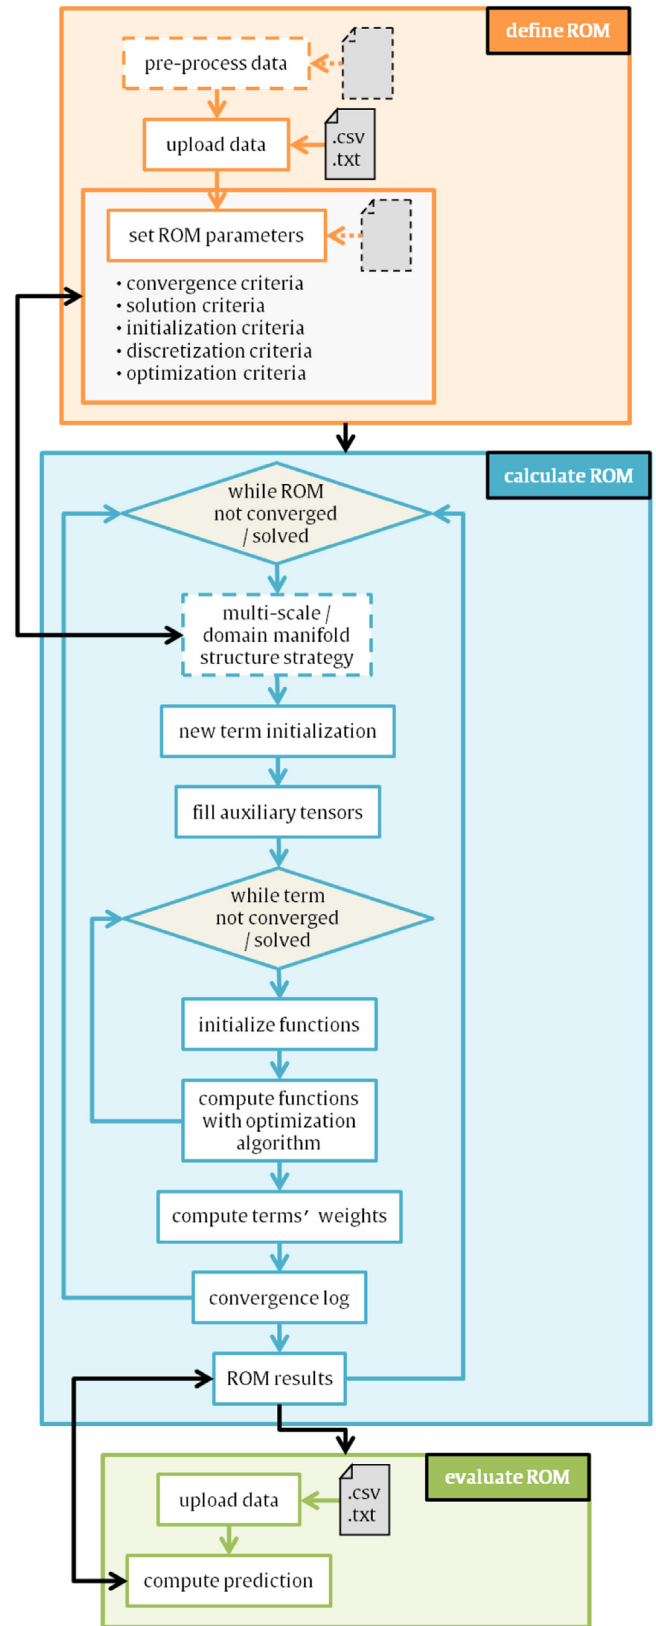 define ROM
pre-process data
upload data
.csv
.txt
set ROM parameters
• convergence criteria
• solution criteria
• initialization criteria
• discretization criteria
• optimization criteria
calculate ROM
while ROM
not converged
/ solved
multi-scale /
domain manifold
structure strategy
new term initialization
fill auxiliary tensors
while term
not converged
/ solved
initialize functions
compute functions
with optimization
algorithm
compute terms’ weights
convergence log
ROM results
evaluate ROM
upload data
.csv
.txt
compute prediction